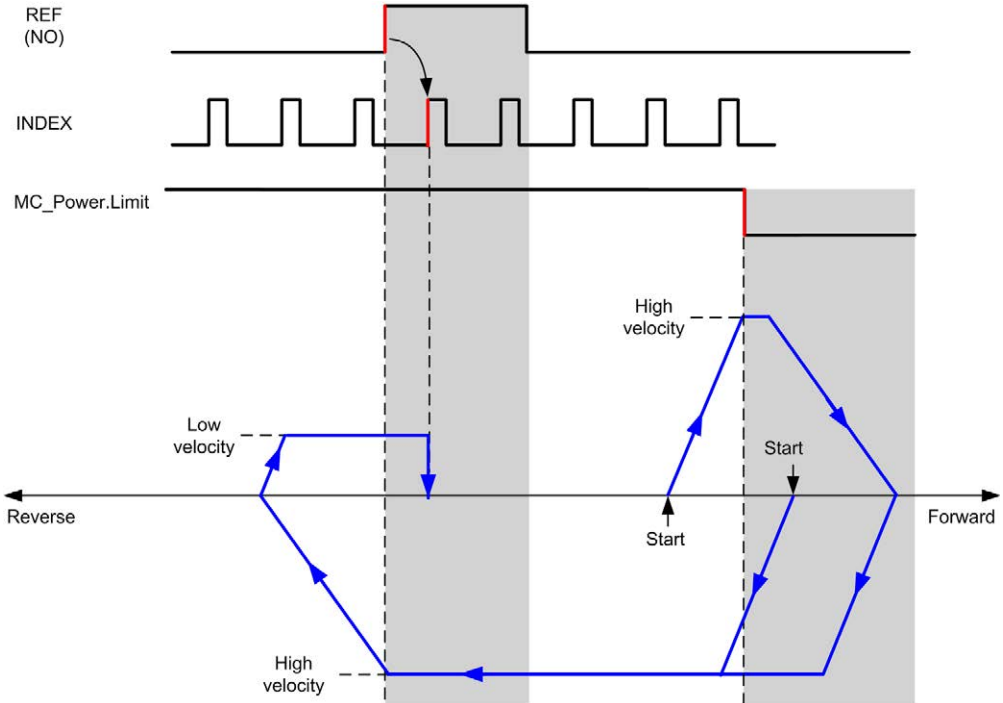 REF
(NO)
INDEX
MC_Power.Limit
High
velocity
Low
velocity
Start
Reverse
Forward
Start
High
velocity